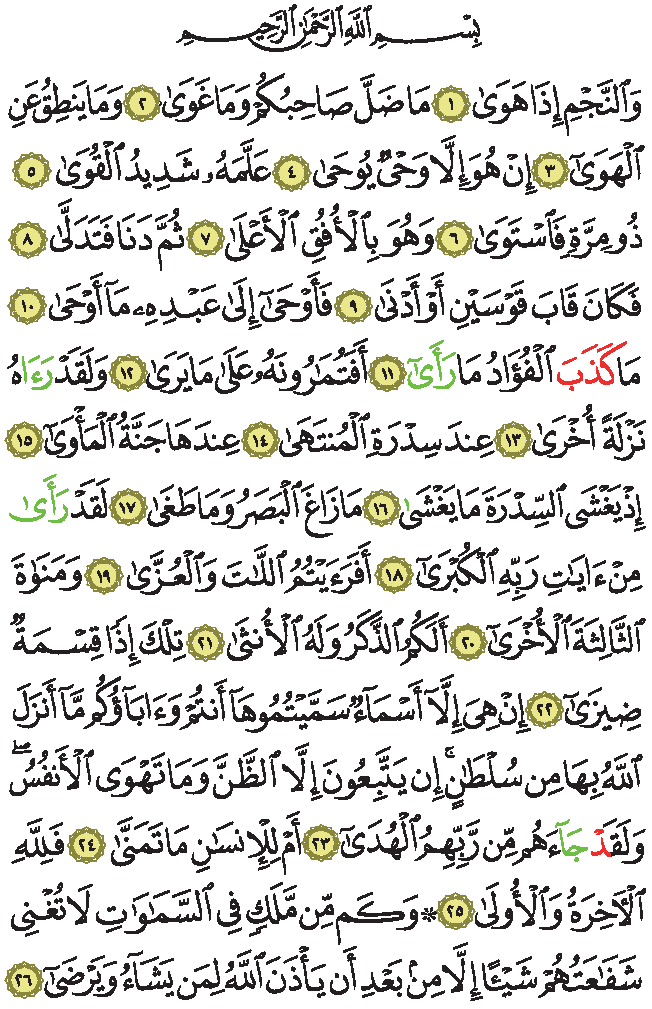 بِسْمِ اللَّهِ الرَّحْمَٰنِ الرَّحِيمِ
وَٱلنَّجْمِ إِذَا هَوَىٰ ١ مَا ضَلَّ صَاحِبُكُمْ وَمَا غَوَىٰ ٢ وَمَا يَنطِقُ عَنِ
ٱلْهَوَىٰٓ ٣ إِنْ هُوَ إِلَّا وَحْىٌ يُوحَىٰ ٤ عَلَّمَهُۥ شَدِيدُ ٱلْقُوَىٰ ٥
ذُو مِرَّةٍ فَٱسْتَوَىٰ ٦ وَهُوَ بِٱلْأُفُقِ ٱلْأَعْلَىٰ ٧ ثُمَّ دَنَا فَتَدَلَّىٰ ٨
فَكَانَ قَابَ قَوْسَيْنِ أَوْ أَدْنَىٰ ٩ فَأَوْحَىٰٓ إِلَىٰ عَبْدِهِۦ مَآ أَوْحَىٰ ١٠
مَا كَذَبَ ٱلْفُؤَادُ مَا رَأَىٰٓ ١١ أَفَتُمَٰرُونَهُۥ عَلَىٰ مَا يَرَىٰ ١٢ وَلَقَدْ رَءَاهُ
نَزْلَةً أُخْرَىٰ ١٣ عِندَ سِدْرَةِ ٱلْمُنتَهَىٰ ١٤ عِندَهَا جَنَّةُ ٱلْمَأْوَىٰٓ ١٥
إِذْ يَغْشَى ٱلسِّدْرَةَ مَا يَغْشَىٰ ١٦ مَا زَاغَ ٱلْبَصَرُ وَمَا طَغَىٰ ١٧ لَقَدْ رَأَىٰ
مِنْ ءَايَٰتِ رَبِّهِ ٱلْكُبْرَىٰٓ ١٨ أَفَرَءَيْتُمُ ٱللَّٰتَ وَٱلْعُزَّىٰ ١٩ وَمَنَوٰةَ
ٱلثَّالِثَةَ ٱلْأُخْرَىٰٓ ٢٠ أَلَكُمُ ٱلذَّكَرُ وَلَهُ ٱلْأُنثَىٰ ٢١ تِلْكَ إِذًا قِسْمَةٌ
ضِيزَىٰٓ ٢٢ إِنْ هِىَ إِلَّآ أَسْمَآءٌ سَمَّيْتُمُوهَآ أَنتُمْ وَءَابَآؤُكُم مَّآ أَنزَلَ
ٱللَّهُ بِهَا مِن سُلْطَٰنٍ ۚ إِن يَتَّبِعُونَ إِلَّا ٱلظَّنَّ وَمَا تَهْوَى ٱلْأَنفُسُ ۖ
وَلَقَدْ جَآءَهُم مِّن رَّبِّهِمُ ٱلْهُدَىٰٓ ٢٣ أَمْ لِلْإِنسَٰنِ مَا تَمَنَّىٰ ٢٤ فَلِلَّهِ
ٱلْـَٔاخِرَةُ وَٱلْأُولَىٰ ٢٥ ۞ وَكَم مِّن مَّلَكٍ فِى ٱلسَّمَٰوَٰتِ لَا تُغْنِى
شَفَٰعَتُهُمْ شَيْـًٔا إِلَّا مِنۢ بَعْدِ أَن يَأْذَنَ ٱللَّهُ لِمَن يَشَآءُ وَيَرْضَىٰٓ ٢٦